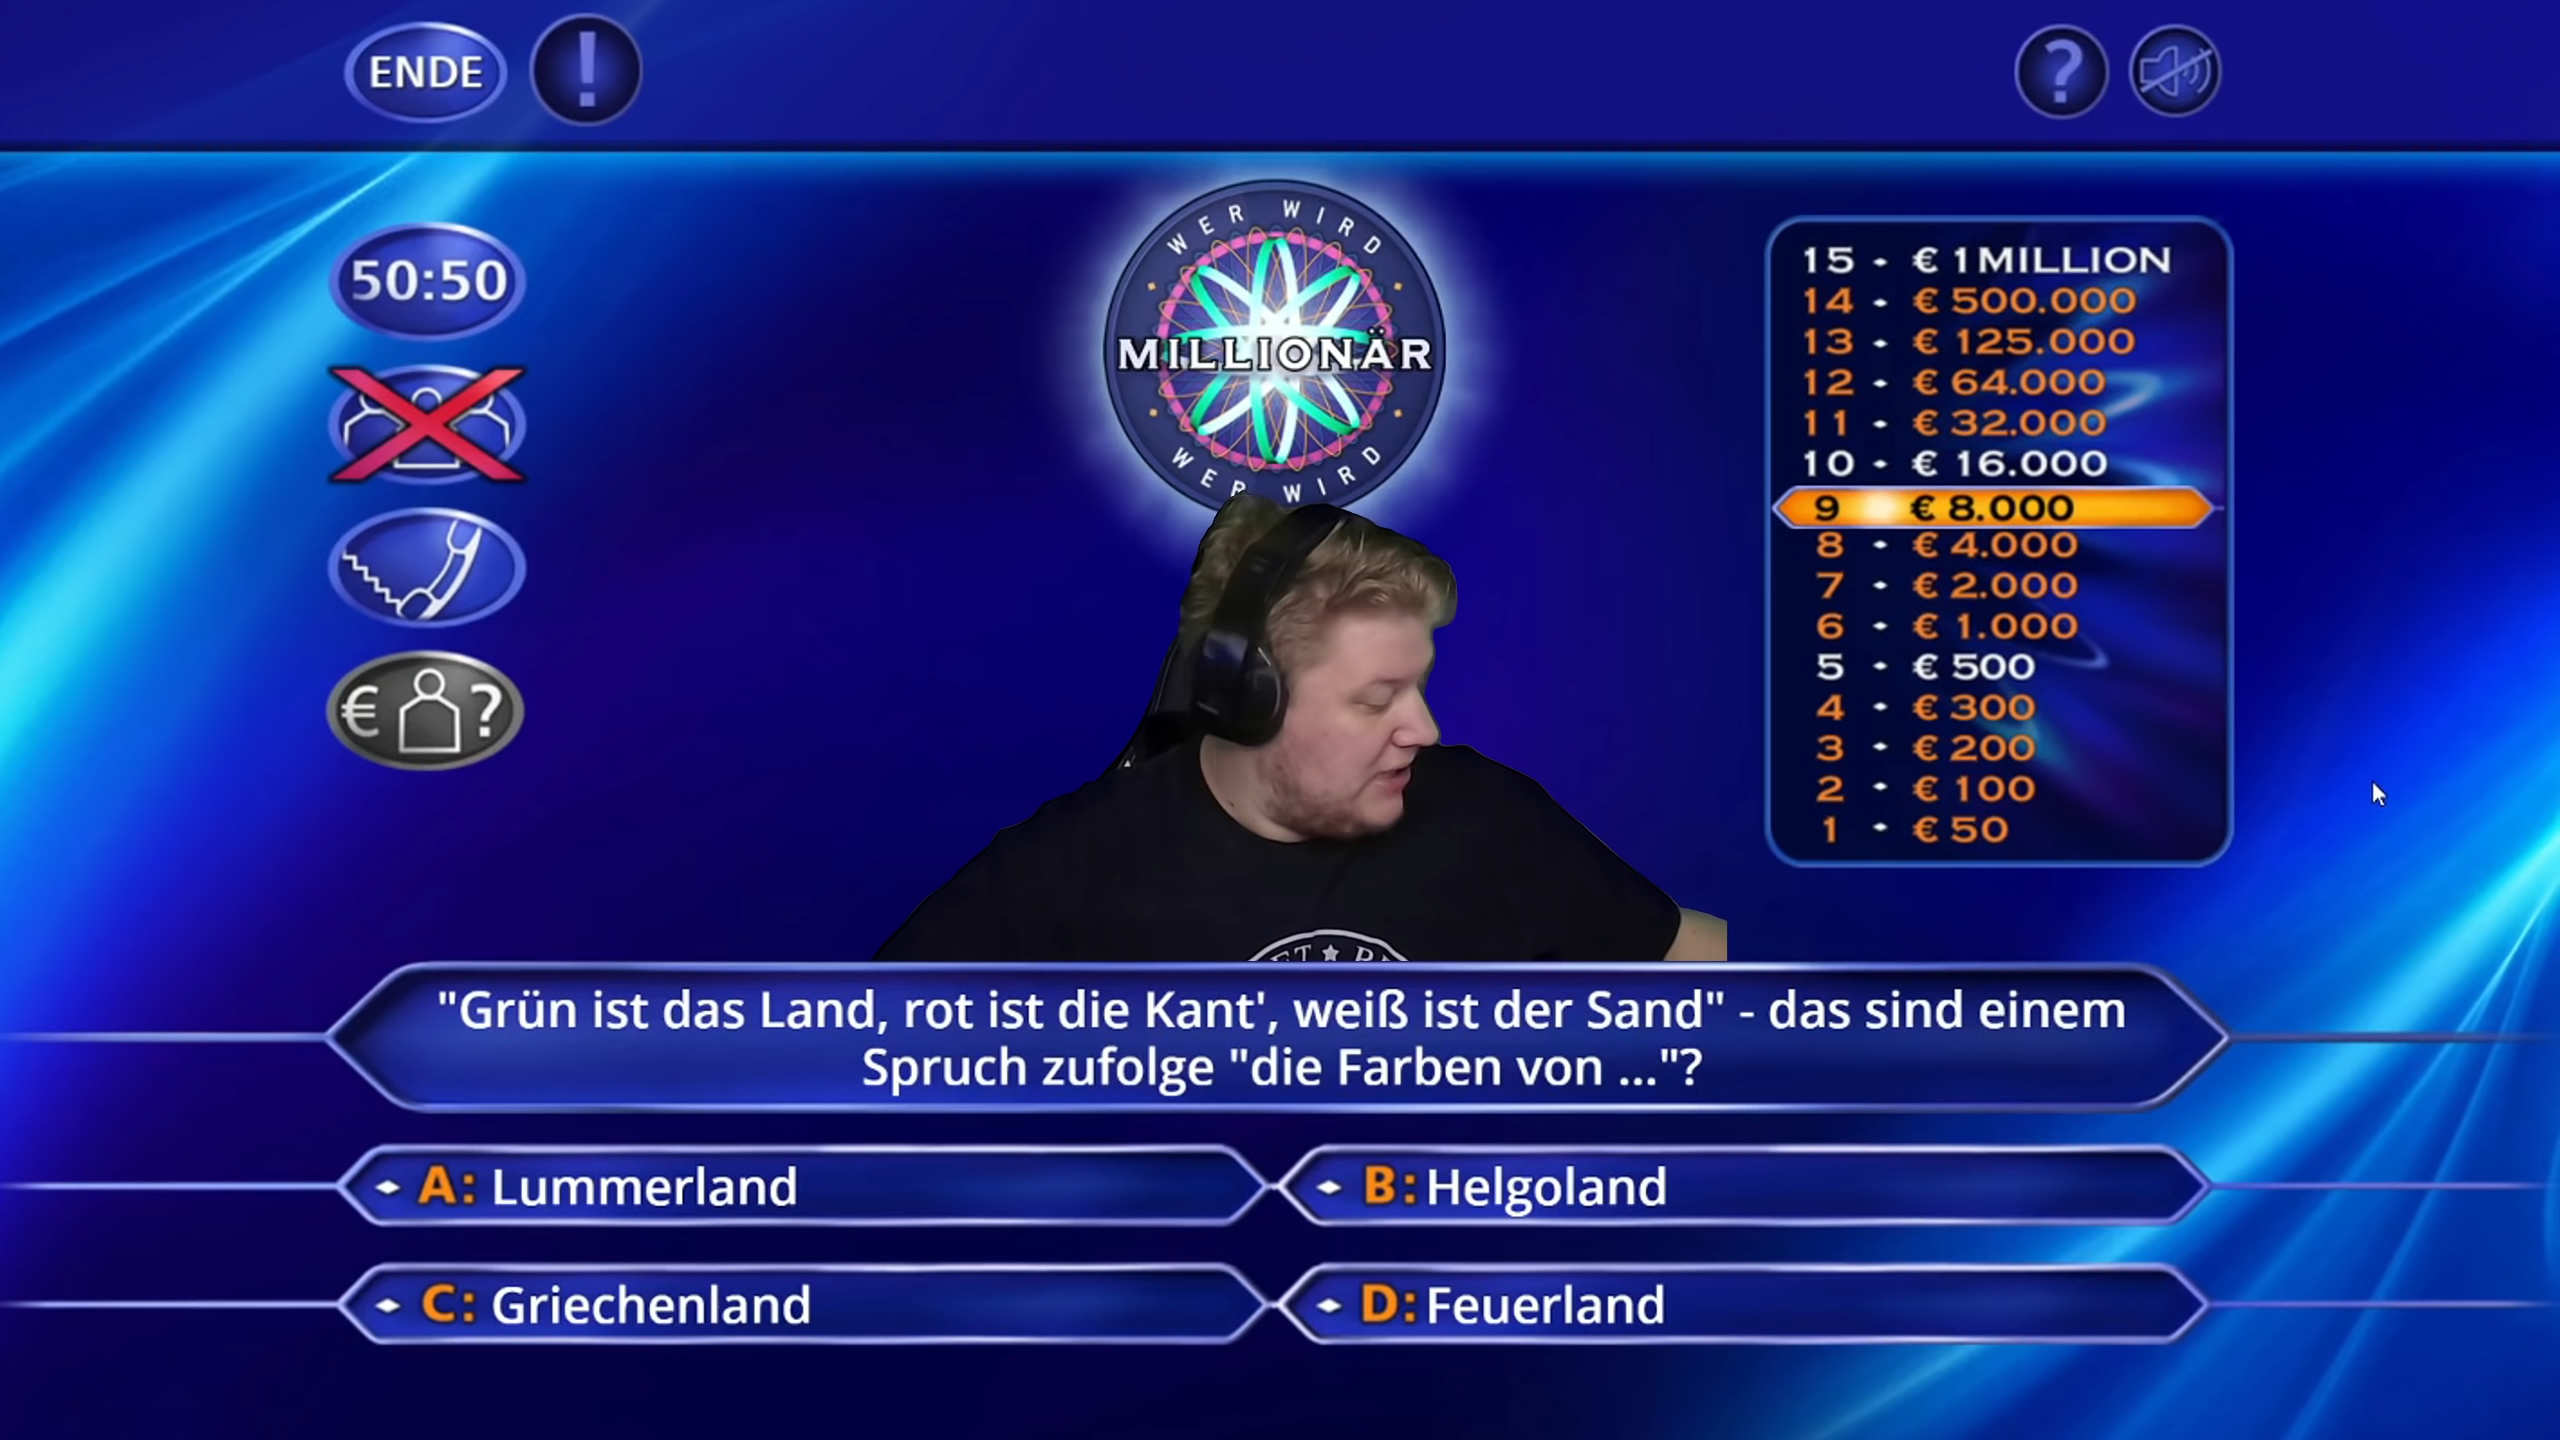 ENDE
!
?
50:50
€ ?
WER WIRD
MILLIONÄR
WER WIRD
15 € 1 MILLION
14 € 500.000
13 € 125.000
12 € 64.000
11 € 32.000
10 € 16.000
9 € 8.000
8 € 4.000
7 € 2.000
6 € 1.000
5 € 500
4 € 300
3 € 200
2 € 100
1 € 50
"Grün ist das Land, rot ist die Kant', weiß ist der Sand" - das sind einem
Spruch zufolge "die Farben von ..."?
A: Lummerland
B: Helgoland
C: Griechenland
D: Feuerland